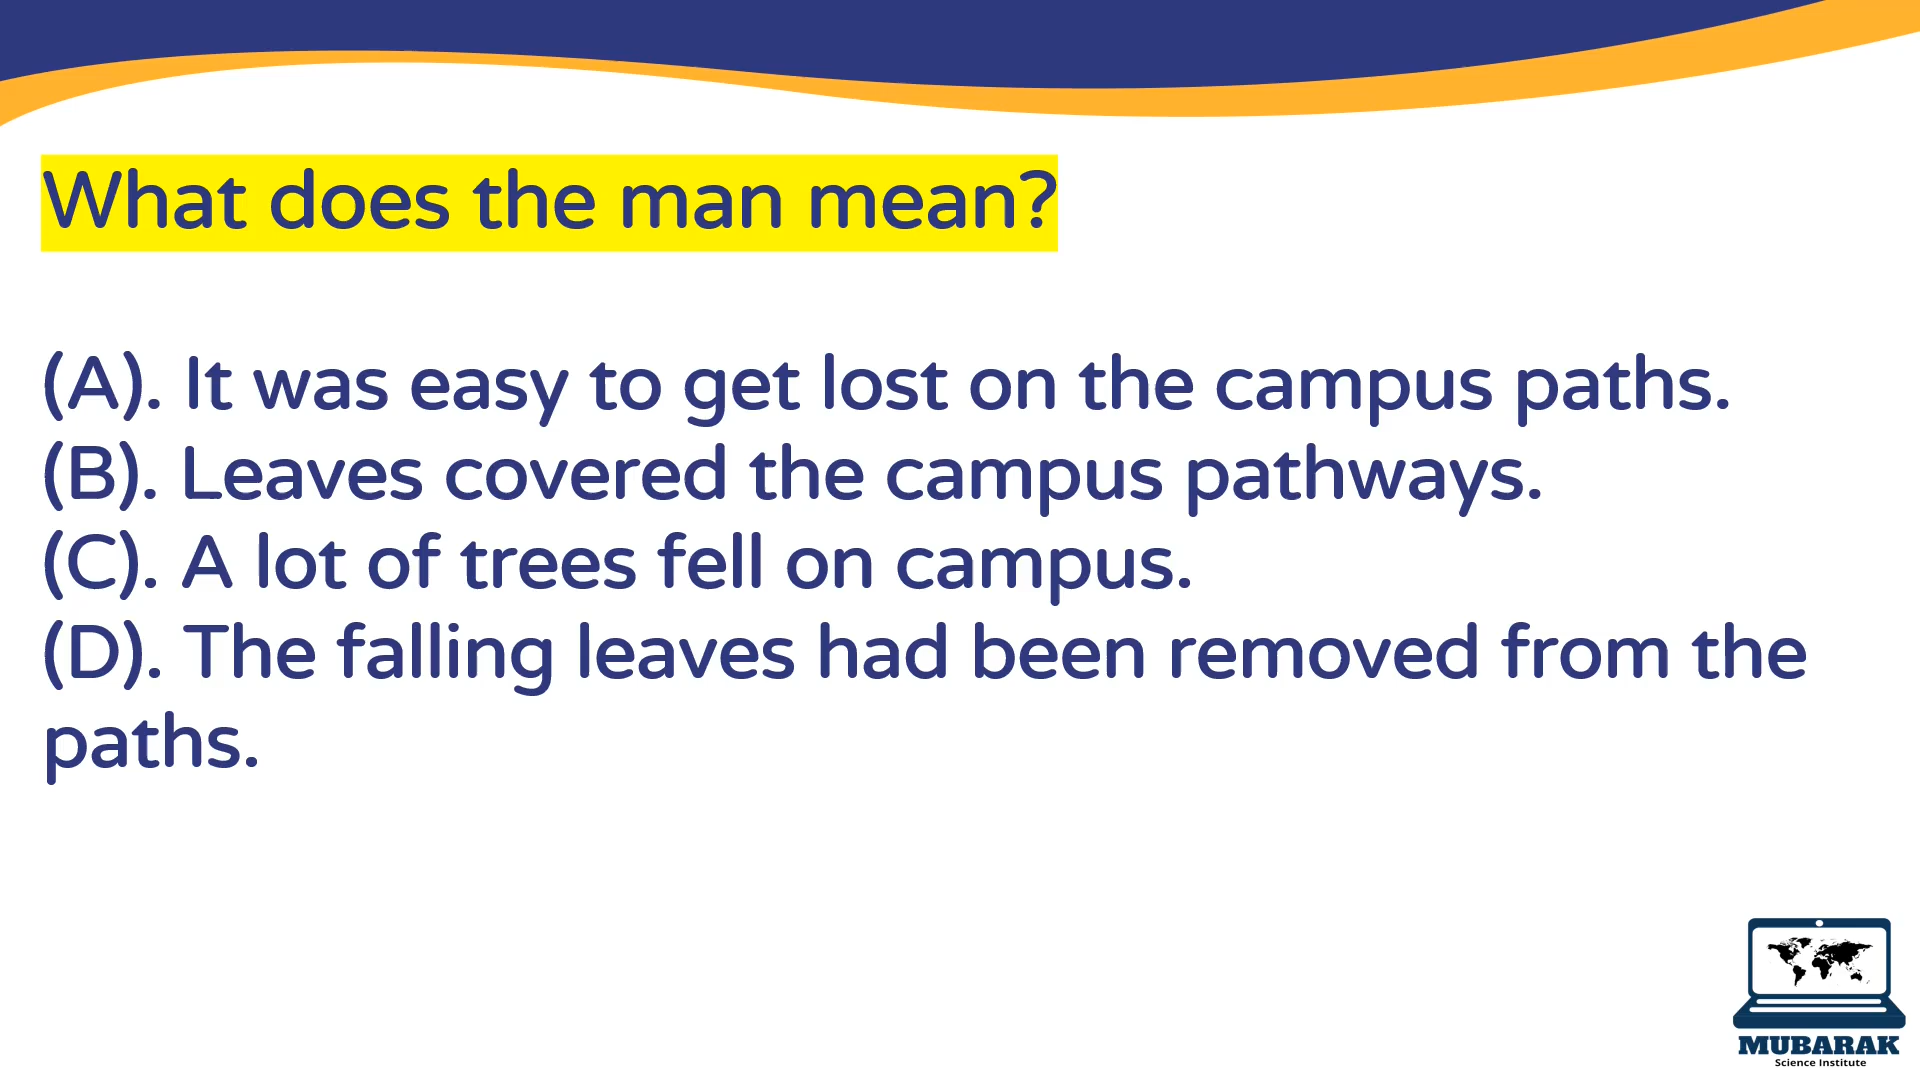 What does the man mean?
(A). It was easy to get lost on the campus paths.
(B). Leaves covered the campus pathways.
(C). A lot of trees fell on campus.
(D). The falling leaves had been removed from the
paths.
MUBARAK
Science Institute